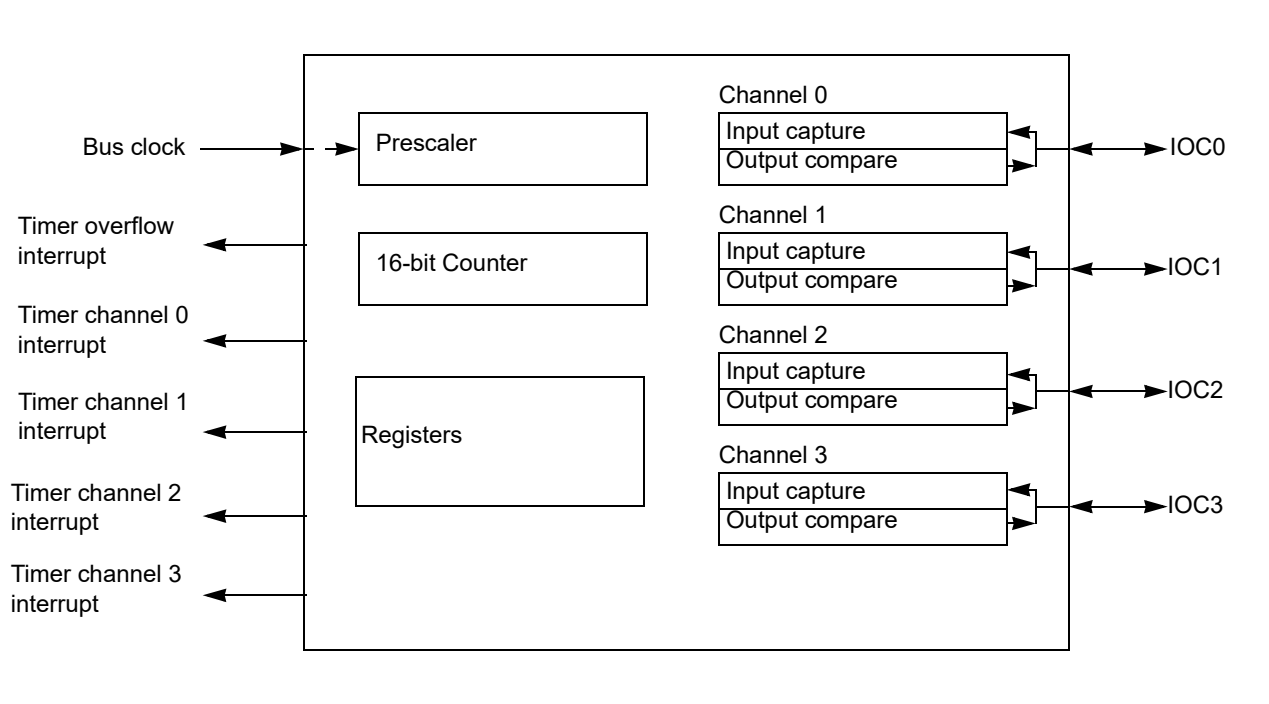 Bus clock
Timer overflow
interrupt
Timer channel 0
interrupt
Timer channel 1
interrupt
Timer channel 2
interrupt
Timer channel 3
interrupt
Prescaler
16-bit Counter
Registers
Channel 0
Input capture
Output compare
IOC0
Channel 1
Input capture
Output compare
IOC1
Channel 2
Input capture
Output compare
IOC2
Channel 3
Input capture
Output compare
IOC3